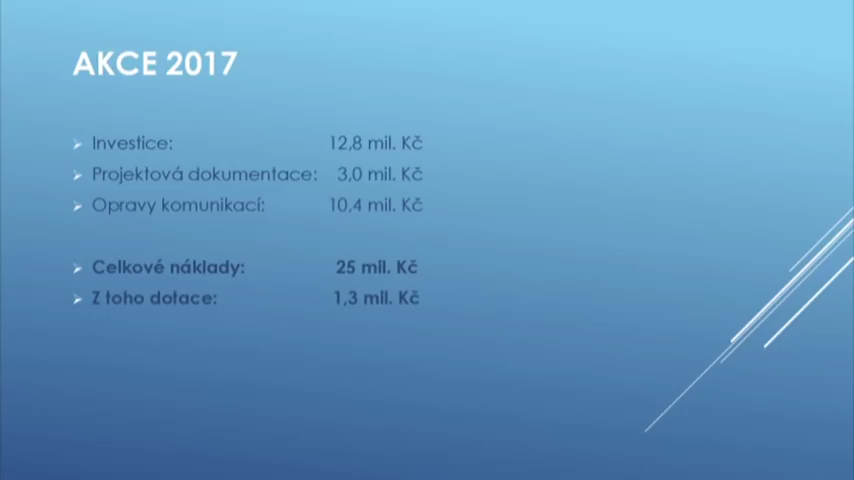 AKCE 2017
Investice: 12,8 mil. Kč
Projektová dokumentace: 3,0 mil. Kč
Opravy komunikací: 10,4 mil. Kč
Celkové náklady: 25 mil. Kč
Z toho dotace: 1,3 mil. Kč